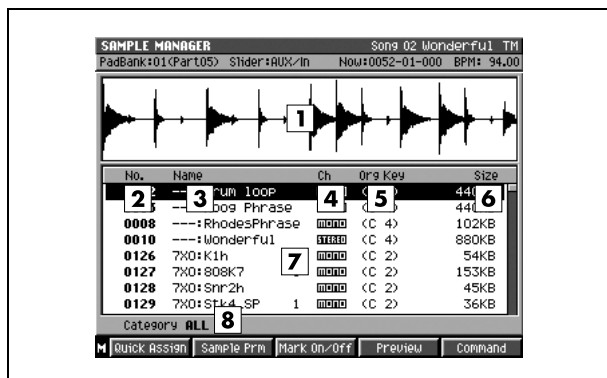 SAMPLE MANAGER Song 02 Wonderful TM
PadBank:01(Part05) Slider:AUX/In Now:0052-01-000 BPM: 94.00
1
No. Name Ch Org Key Size
2 3 4 5 6
loop
Phrase
0008 ---:RhodesPhrase mono (C 4) 102KB
0010 ---:Wonderful STEREO (C 4) 880KB
0126 7X0:K1h mono (C 2) 54KB
7
0127 7X0:808K7 mono (C 2) 153KB
0128 7X0:Snr2h mono (C 2) 45KB
0129 7X0:Stk4 SP 1 mono (C 2) 36KB
Category ALL 8
M Quick Assign Sample Prm Mark On/Off Preview Command